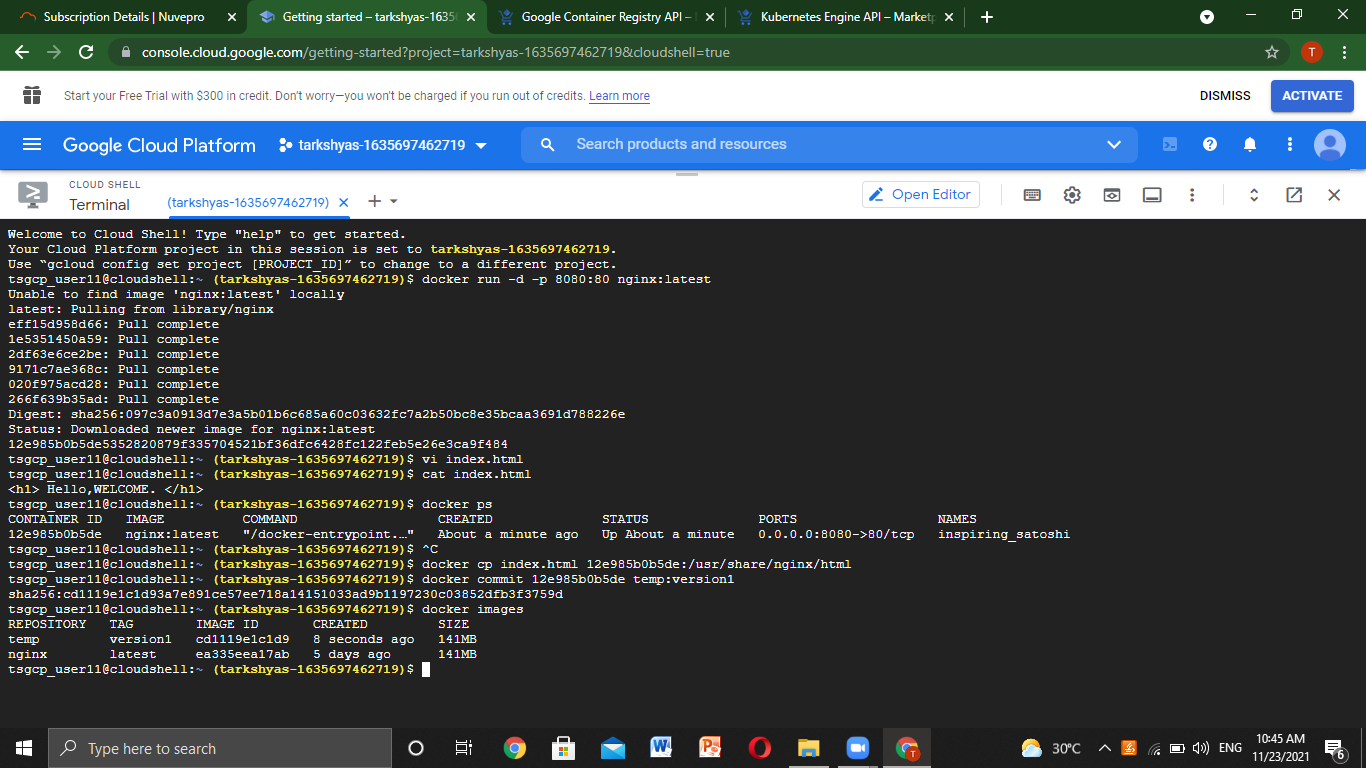 Subscription Details | Nuvepro
Getting started – tarkshyas-1635
Google Container Registry API –
Kubernetes Engine API – Marketp
console.cloud.google.com/getting-started?project=tarkshyas-1635697462719&cloudshell=true
T
Start your Free Trial with $300 in credit. Don't worry—you won't be charged if you run out of credits. Learn more
DISMISS
ACTIVATE
Google Cloud Platform
tarkshyas-1635697462719
Search products and resources
CLOUD SHELL
Terminal
(tarkshyas-1635697462719)
Open Editor
Welcome to Cloud Shell! Type "help" to get started.
Your Cloud Platform project in this session is set to tarkshyas-1635697462719.
Use “gcloud config set project [PROJECT_ID]” to change to a different project.
tsgcp_user11@cloudshell:~ (tarkshyas-1635697462719)$ docker run -d -p 8080:80 nginx:latest
Unable to find image 'nginx:latest' locally
latest: Pulling from library/nginx
eff15d958d66: Pull complete
1e5351450a59: Pull complete
2df63e6ce2be: Pull complete
9171c7ae368c: Pull complete
020f975acd28: Pull complete
266f639b35ad: Pull complete
Digest: sha256:097c3a0913d7e3a5b01b6c685a60c03632fc7a2b50bc8e35bcaa3691d788226e
Status: Downloaded newer image for nginx:latest
12e985b0b5de5352820879f335704521bf36dfc6428fc122feb5e26e3ca9f484
tsgcp_user11@cloudshell:~ (tarkshyas-1635697462719)$ vi index.html
tsgcp_user11@cloudshell:~ (tarkshyas-1635697462719)$ cat index.html
<h1> Hello,WELCOME. </h1>
tsgcp_user11@cloudshell:~ (tarkshyas-1635697462719)$ docker ps
CONTAINER ID IMAGE COMMAND CREATED STATUS PORTS NAMES
12e985b0b5de nginx:latest "/docker-entrypoint.…" About a minute ago Up About a minute 0.0.0.0:8080->80/tcp inspiring_satoshi
tsgcp_user11@cloudshell:~ (tarkshyas-1635697462719)$ ^C
tsgcp_user11@cloudshell:~ (tarkshyas-1635697462719)$ docker cp index.html 12e985b0b5de:/usr/share/nginx/html
tsgcp_user11@cloudshell:~ (tarkshyas-1635697462719)$ docker commit 12e985b0b5de temp:version1
sha256:cd1119e1c1d93a7e891ce57ee718a14151033ad9b1197230c03852dfb3f3759d
tsgcp_user11@cloudshell:~ (tarkshyas-1635697462719)$ docker images
REPOSITORY TAG IMAGE ID CREATED SIZE
temp version1 cd1119e1c1d9 8 seconds ago 141MB
nginx latest ea335eea17ab 5 days ago 141MB
tsgcp_user11@cloudshell:~ (tarkshyas-1635697462719)$
Type here to search
30°C
ENG
10:45 AM
11/23/2021
6